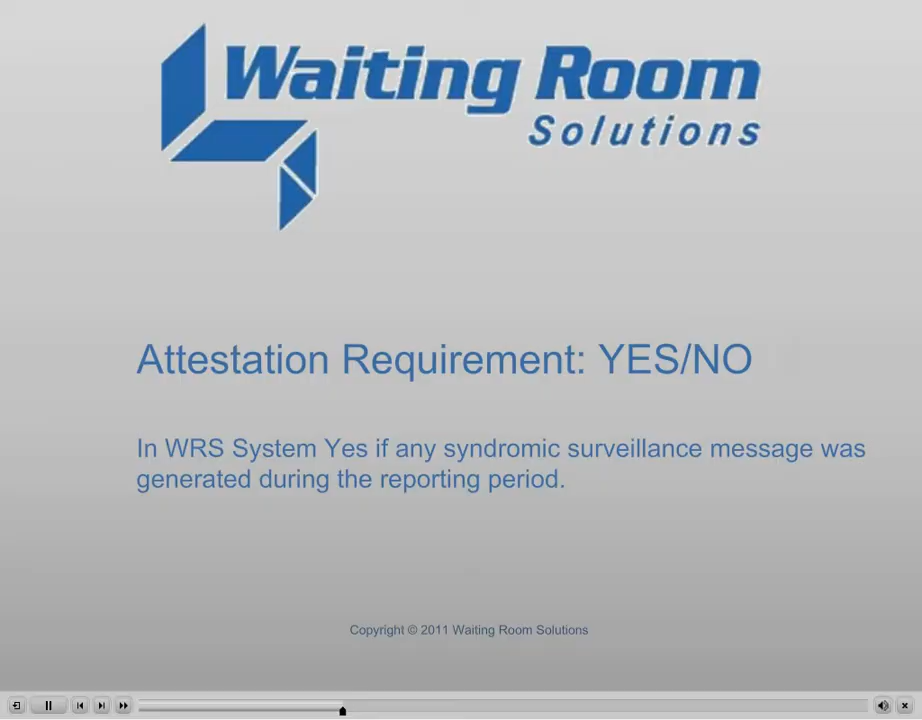 Waiting Room
Solutions
Attestation Requirement: YES/NO
In WRS System Yes if any syndromic surveillance message was
generated during the reporting period.
Copyright © 2011 Waiting Room Solutions